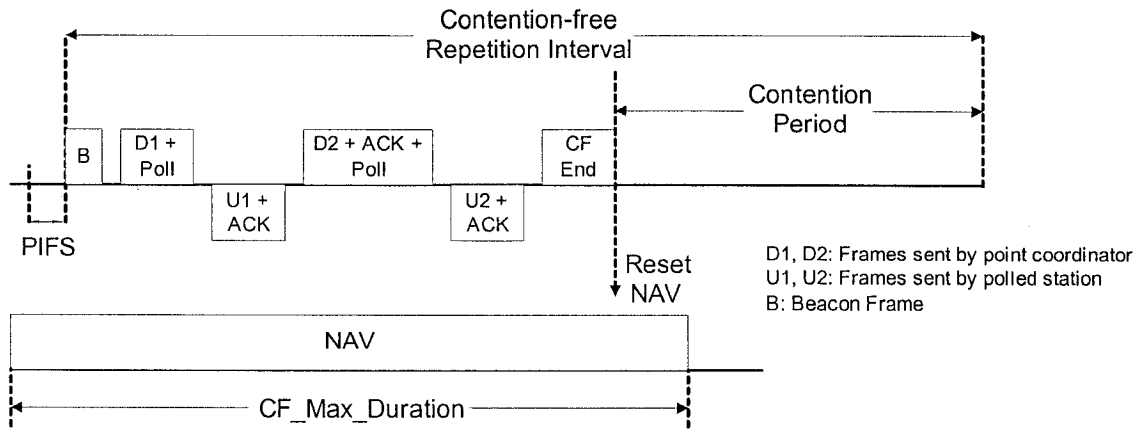 Contention-free
Repetition Interval
Contention
Period
B
D1 +
Poll
D2 + ACK +
Poll
CF
End
U1 +
ACK
U2 +
ACK
PIFS
Reset
NAV
D1, D2: Frames sent by point coordinator
U1, U2: Frames sent by polled station
B: Beacon Frame
NAV
CF_Max_Duration